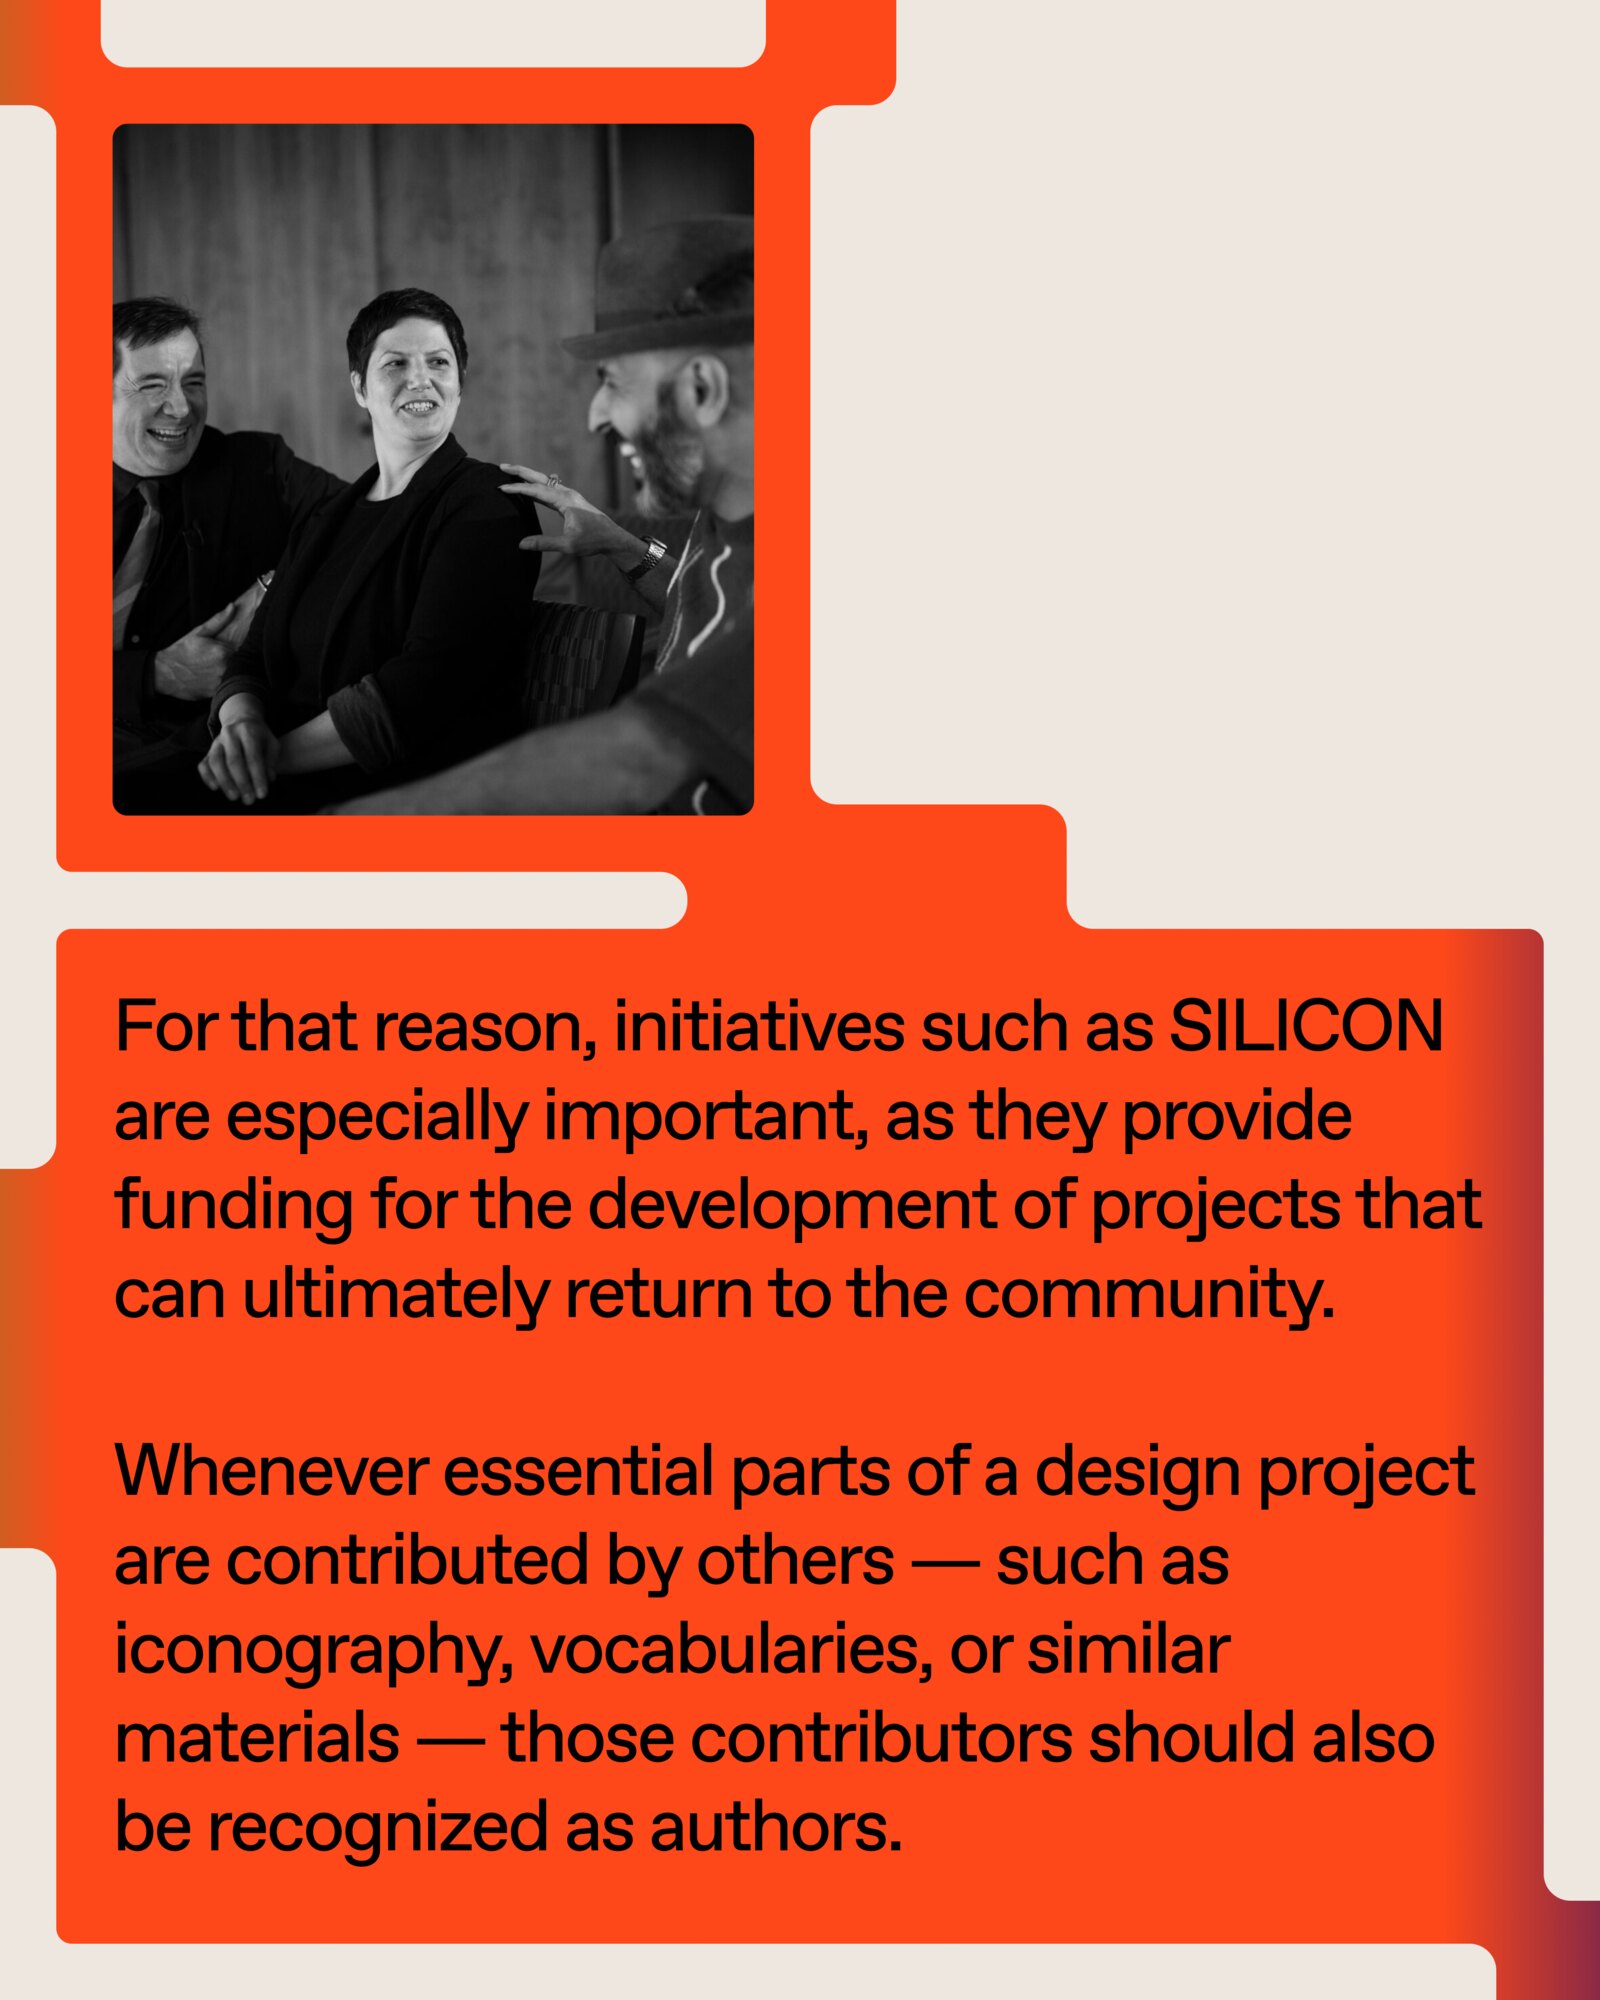 For that reason, initiatives such as SILICON
are especially important, as they provide
funding for the development of projects that
can ultimately return to the community.
Whenever essential parts of a design project
are contributed by others — such as
iconography, vocabularies, or similar
materials — those contributors should also
be recognized as authors.